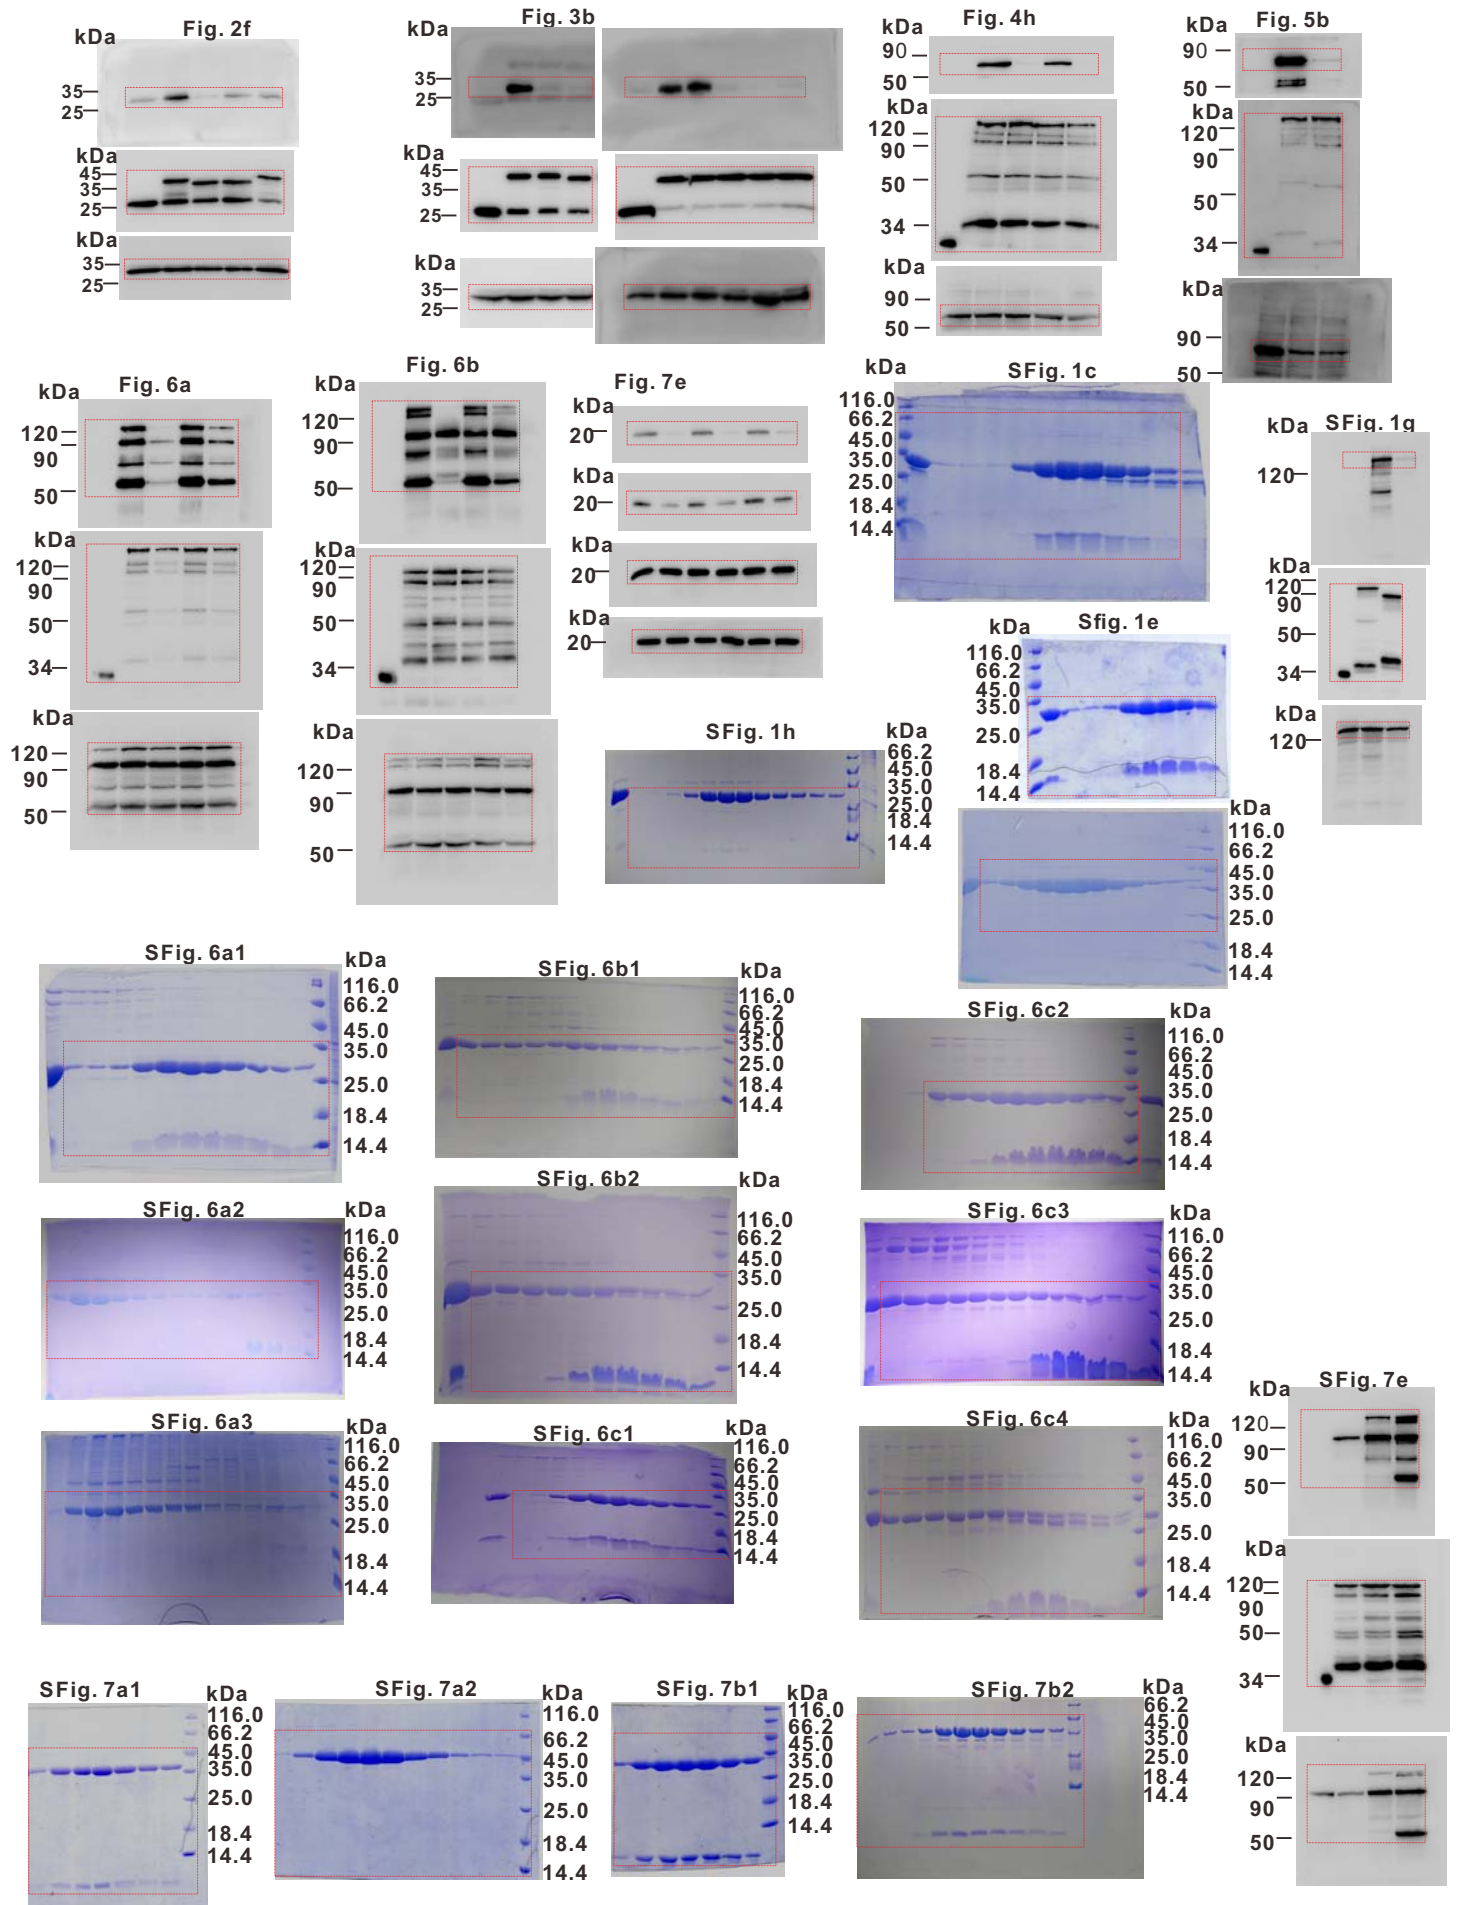 Fig. 2f
kDa
35
25
kDa
45
35
25
kDa
35
25
Fig. 3b
kDa
35
25
kDa
45
35
25
kDa
35
25
Fig. 4h
kDa
90
50
kDa
120
90
50
34
kDa
90
50
Fig. 5b
kDa
90
50
kDa
120
90
50
34
kDa
90
50
Fig. 6a
kDa
120
90
50
kDa
120
90
50
34
kDa
120
90
50
Fig. 6b
kDa
120
90
50
kDa
120
90
50
34
kDa
120
90
50
Fig. 7e
kDa
20
kDa
20
kDa
20
kDa
20
SFig. 1c
kDa
116.0
66.2
45.0
35.0
25.0
18.4
14.4
SFig. 1g
kDa
120
kDa
120
90
50
34
kDa
120
Sfig. 1e
kDa
116.0
66.2
45.0
35.0
25.0
18.4
14.4
kDa
116.0
66.2
45.0
35.0
25.0
18.4
14.4
SFig. 1h
kDa
66.2
45.0
35.0
25.0
18.4
14.4
SFig. 6a1
kDa
116.0
66.2
45.0
35.0
25.0
18.4
14.4
SFig. 6b1
kDa
116.0
66.2
45.0
35.0
25.0
18.4
14.4
SFig. 6c2
kDa
116.0
66.2
45.0
35.0
25.0
18.4
14.4
SFig. 6a2
kDa
116.0
66.2
45.0
35.0
25.0
18.4
14.4
SFig. 6b2
kDa
116.0
66.2
45.0
35.0
25.0
18.4
14.4
SFig. 6c3
kDa
116.0
66.2
45.0
35.0
25.0
18.4
14.4
SFig. 6a3
kDa
116.0
66.2
45.0
35.0
25.0
18.4
14.4
SFig. 6c1
kDa
116.0
66.2
45.0
35.0
25.0
18.4
14.4
SFig. 6c4
kDa
116.0
66.2
45.0
35.0
25.0
18.4
14.4
SFig. 7e
kDa
120
90
50
kDa
120
90
50
34
kDa
120
90
50
SFig. 7a1
kDa
116.0
66.2
45.0
35.0
25.0
18.4
14.4
SFig. 7a2
kDa
116.0
66.2
45.0
35.0
25.0
18.4
14.4
SFig. 7b1
kDa
116.0
66.2
45.0
35.0
25.0
18.4
14.4
SFig. 7b2
kDa
66.2
45.0
35.0
25.0
18.4
14.4